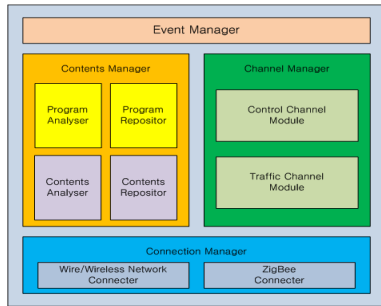 Event Manager
Contents Manager
Program
Analyser
Program
Repositor
Contents
Analyser
Contents
Repositor
Channel Manager
Control Channel
Module
Traffic Channel
Module
Connection Manager
Wire/Wireless Network
Connecter
ZigBee
Connecter